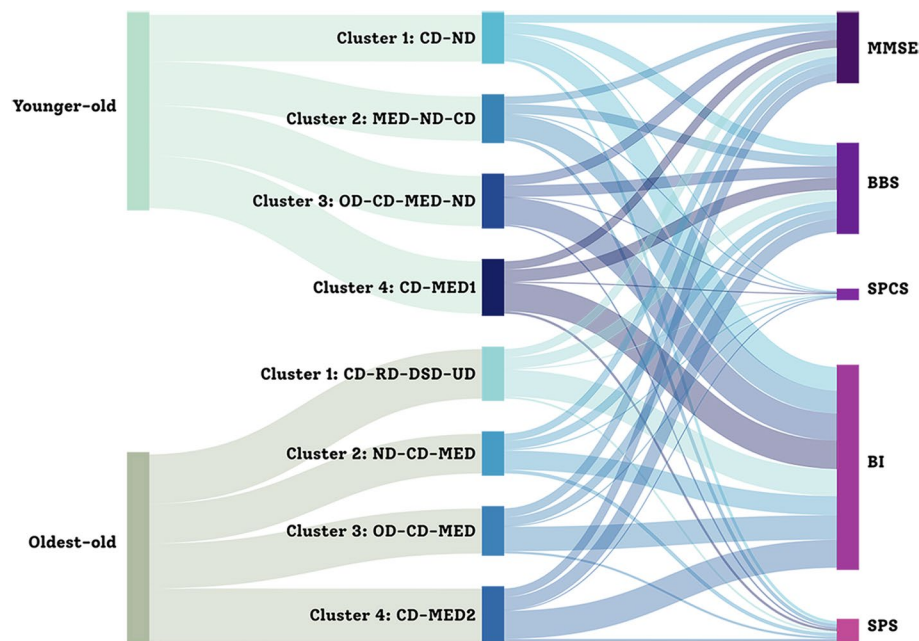 Younger-old
Oldest-old
Cluster 1: CD-ND
Cluster 2: MED-ND-CD
Cluster 3: OD-CD-MED-ND
Cluster 4: CD-MED1
Cluster 1: CD-RD-DSD-UD
Cluster 2: ND-CD-MED
Cluster 3: OD-CD-MED
Cluster 4: CD-MED2
MMSE
BBS
SPCS
BI
SPS